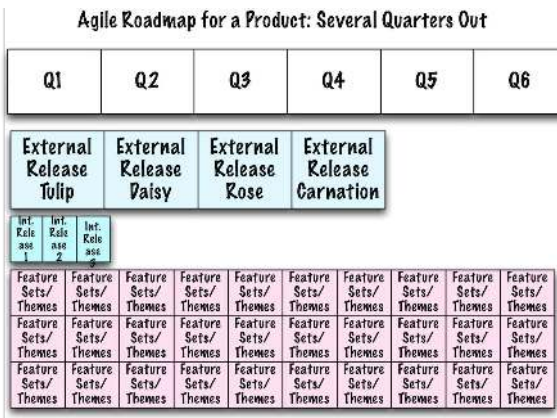 Agile Roadmap for a Product: Several Quarters Out
Q1 Q2 Q3 Q4 Q5 Q6
External External External External
Release Release Release Release
Tulip Daisy Rose Carnation
Int. Int. Int.
Rele Rele Rele
ase ase ase
1 2 3
Feature Feature Feature Feature Feature Feature Feature Feature Feature Feature
Sets/ Sets/ Sets/ Sets/ Sets/ Sets/ Sets/ Sets/ Sets/ Sets/
Themes Themes Themes Themes Themes Themes Themes Themes Themes Themes
Feature Feature Feature Feature Feature Feature Feature Feature Feature Feature
Sets/ Sets/ Sets/ Sets/ Sets/ Sets/ Sets/ Sets/ Sets/ Sets/
Themes Themes Themes Themes Themes Themes Themes Themes Themes Themes
Feature Feature Feature Feature Feature Feature Feature Feature Feature Feature
Sets/ Sets/ Sets/ Sets/ Sets/ Sets/ Sets/ Sets/ Sets/ Sets/
Themes Themes Themes Themes Themes Themes Themes Themes Themes Themes